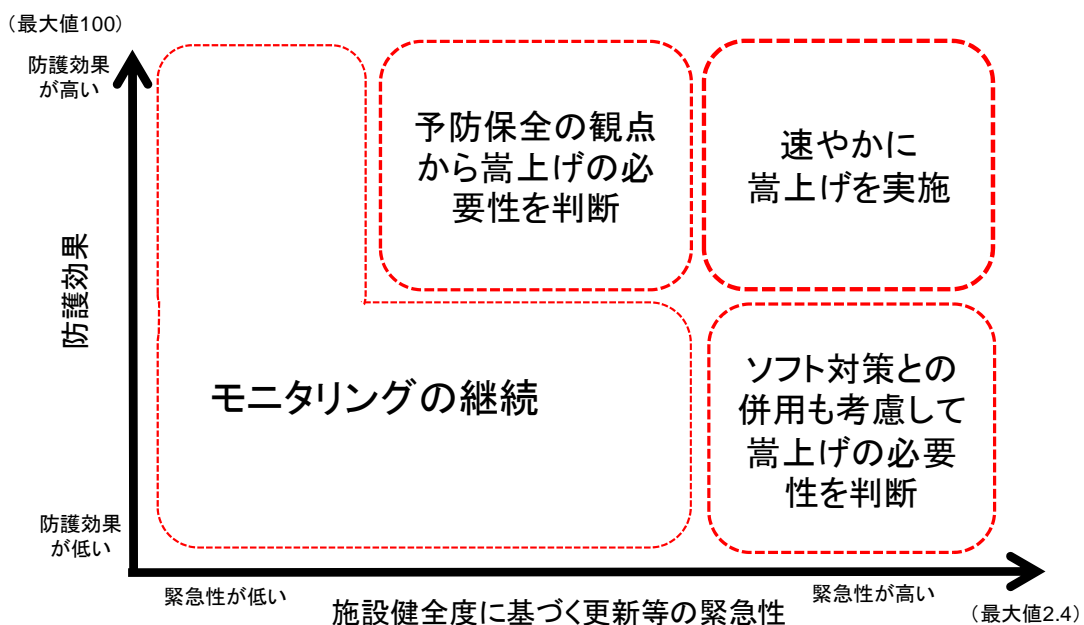 （最大値100）
防護効果
が高い
防護効果
防護効果
が低い
予防保全の観点
から嵩上げの必
要性を判断
速やかに
嵩上げを実施
モニタリングの継続
ソフト対策との
併用も考慮して
嵩上げの必要
性を判断
緊急性が低い
施設健全度に基づく更新等の緊急性
緊急性が高い
（最大値2.4）